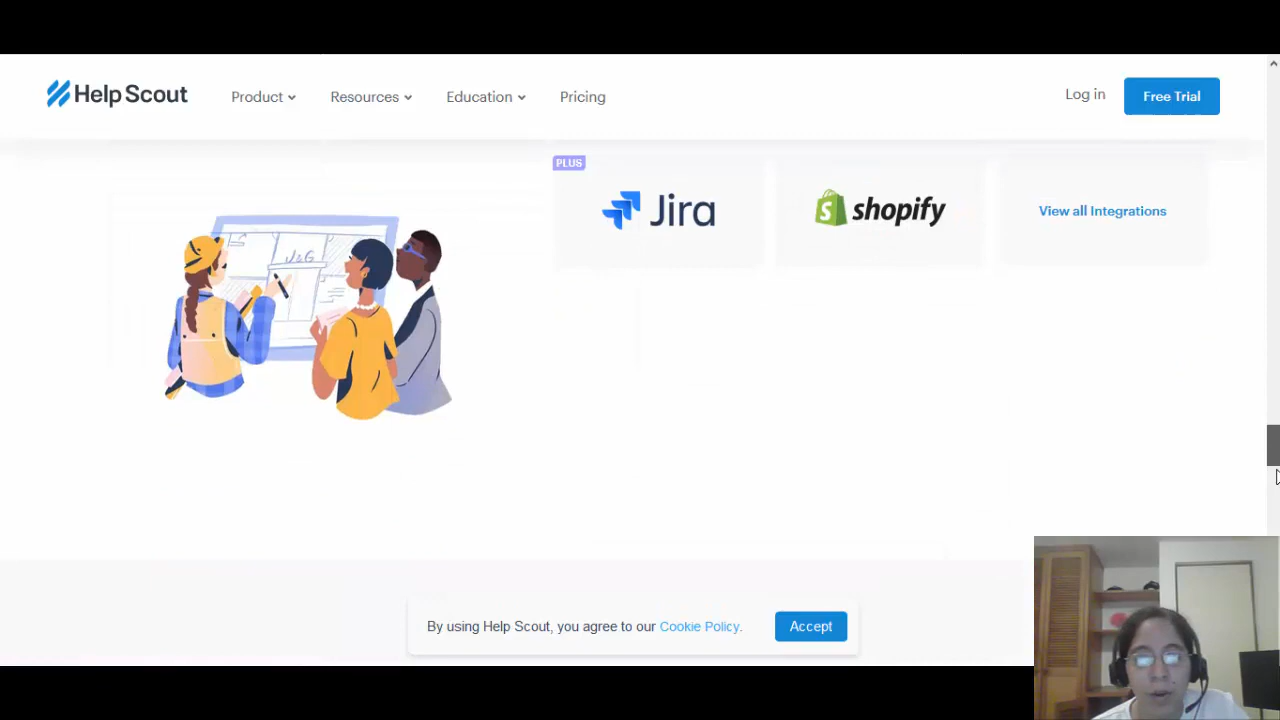 Help Scout
Product
Resources
Education
Pricing
Log in
Free Trial
PLUS
Jira
shopify
View all Integrations
J&G
By using Help Scout, you agree to our Cookie Policy.
Accept